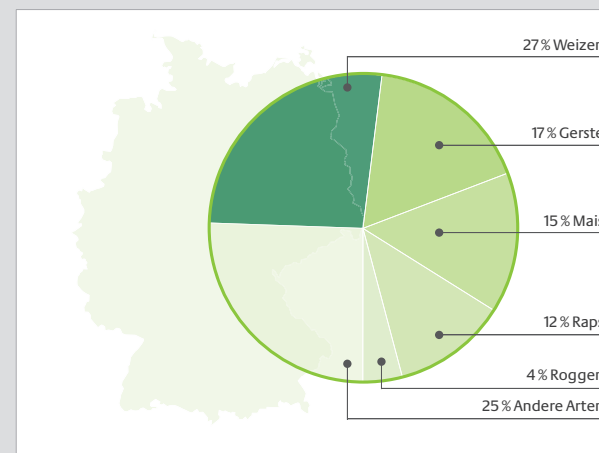 27 % Weizen
17 % Gerste
15 % Mais
12 % Raps
4 % Roggen
25 % Andere Arten